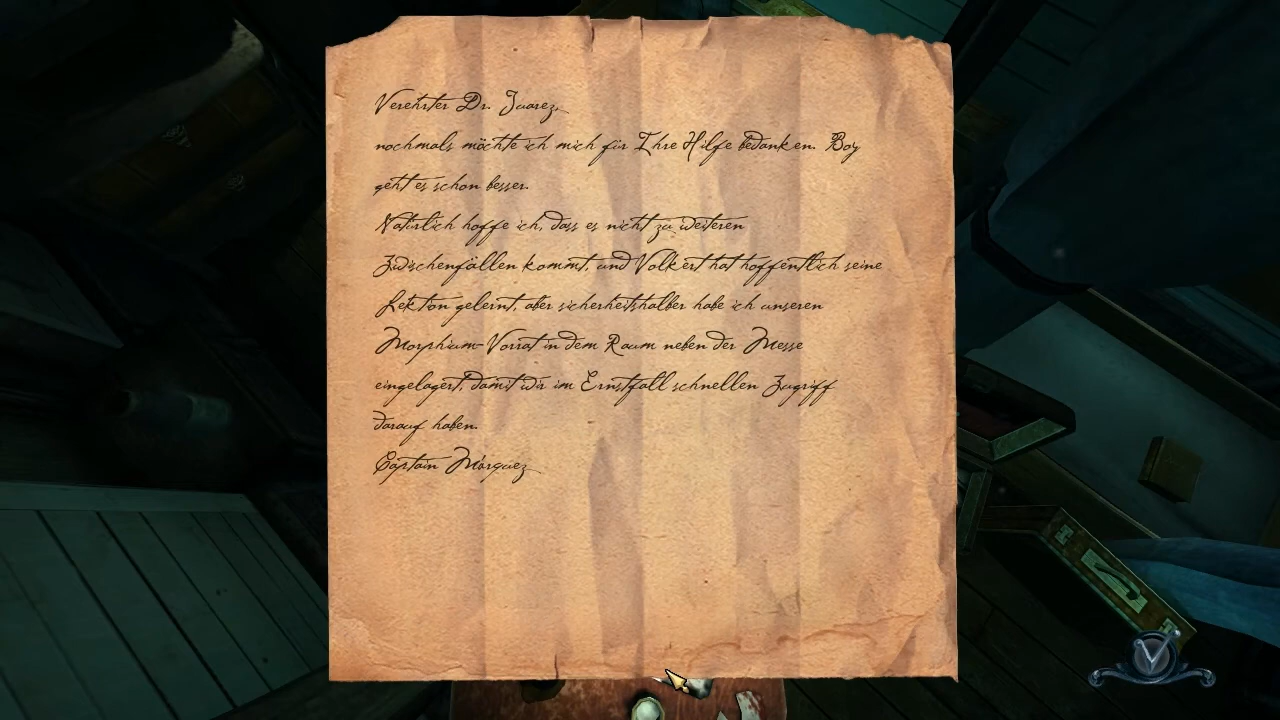 Verehrter Dr. Juarez,
nochmals möchte ich mich für Ihre Hilfe bedanken. Boy
geht es schon besser.
Natürlich hoffe ich, dass es nicht zu weiteren
Zwischenfällen kommt, und Volkert hat hoffentlich seine
Lektion gelernt, aber sicherheitshalber habe ich unseren
Morphium-Vorrat in dem Raum neben der Messe
eingelagert, damit wir im Ernstfall schnellen Zugriff
darauf haben.
Captain Márquez